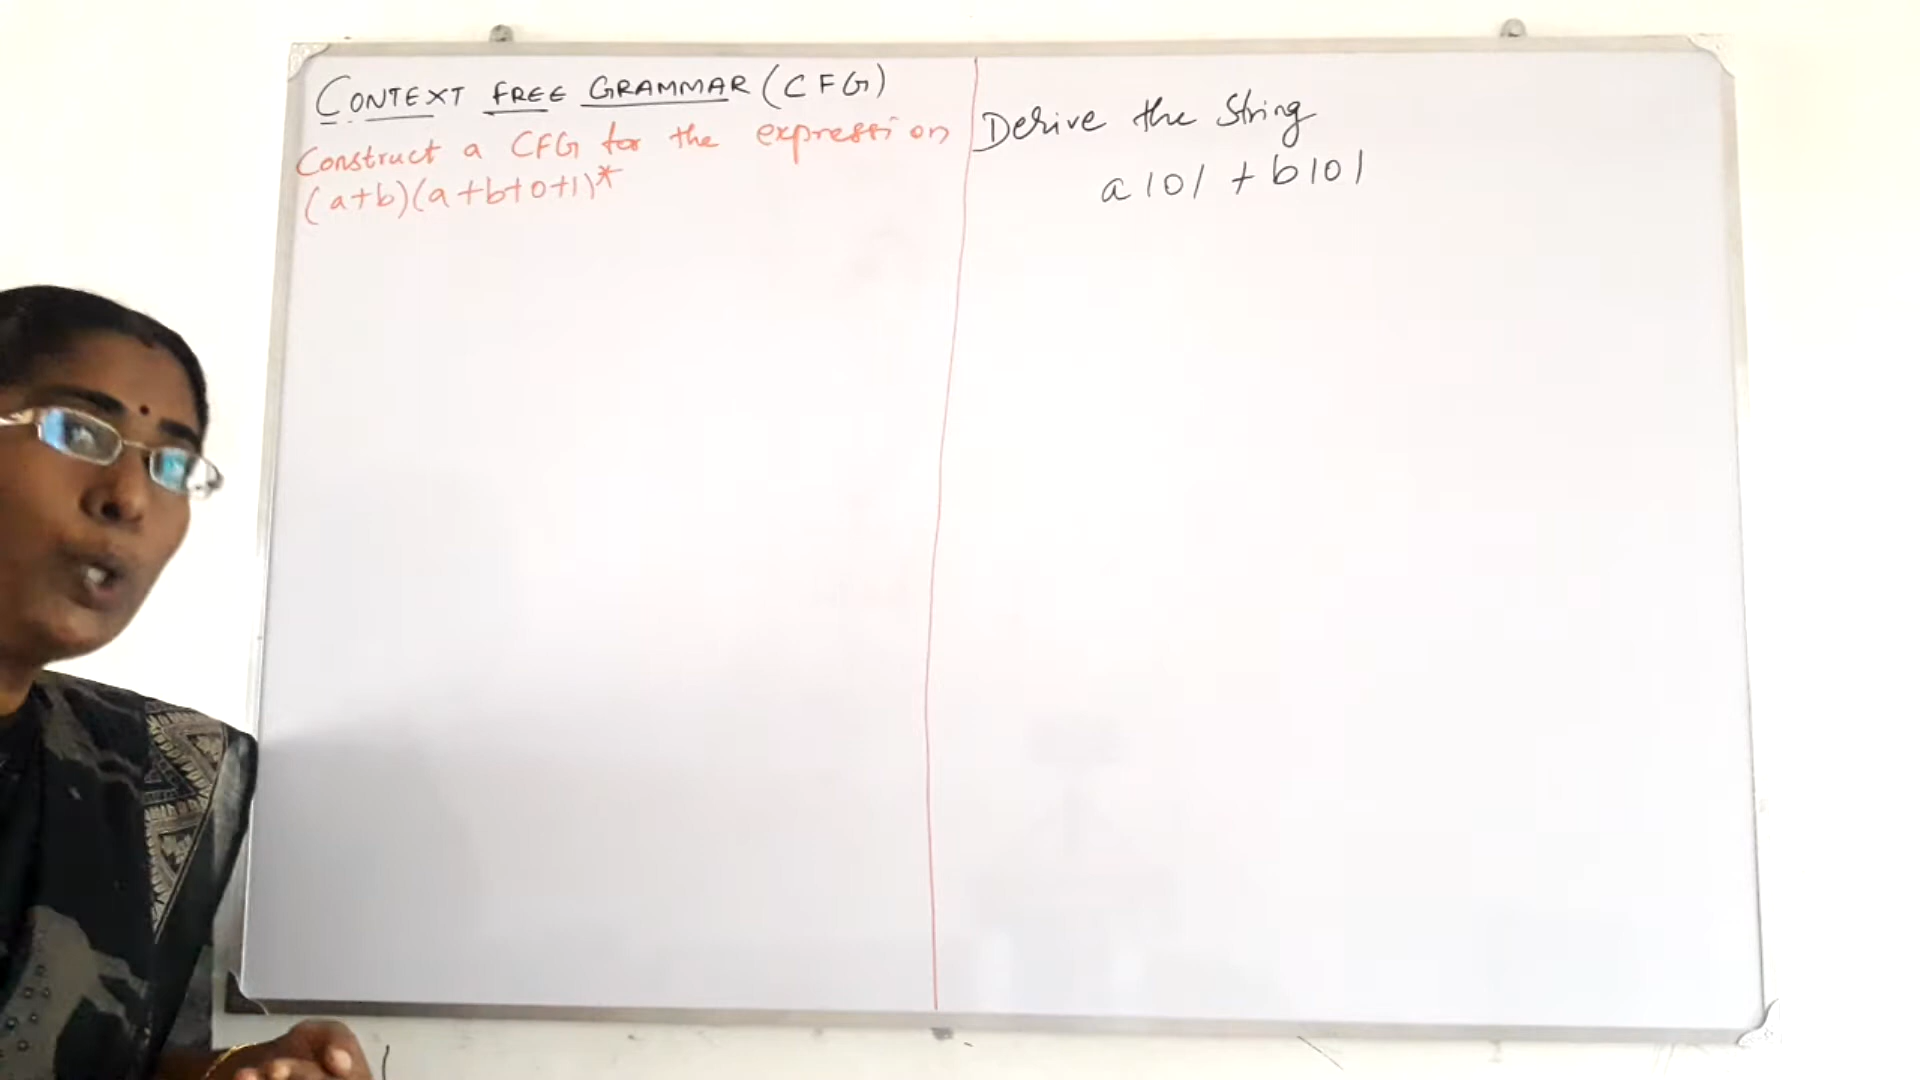 CONTEXT FREE GRAMMAR (CFG)
Construct a CFG for the expression
(a+b)(a+b+0+1)*
Derive the String
a101 + b101